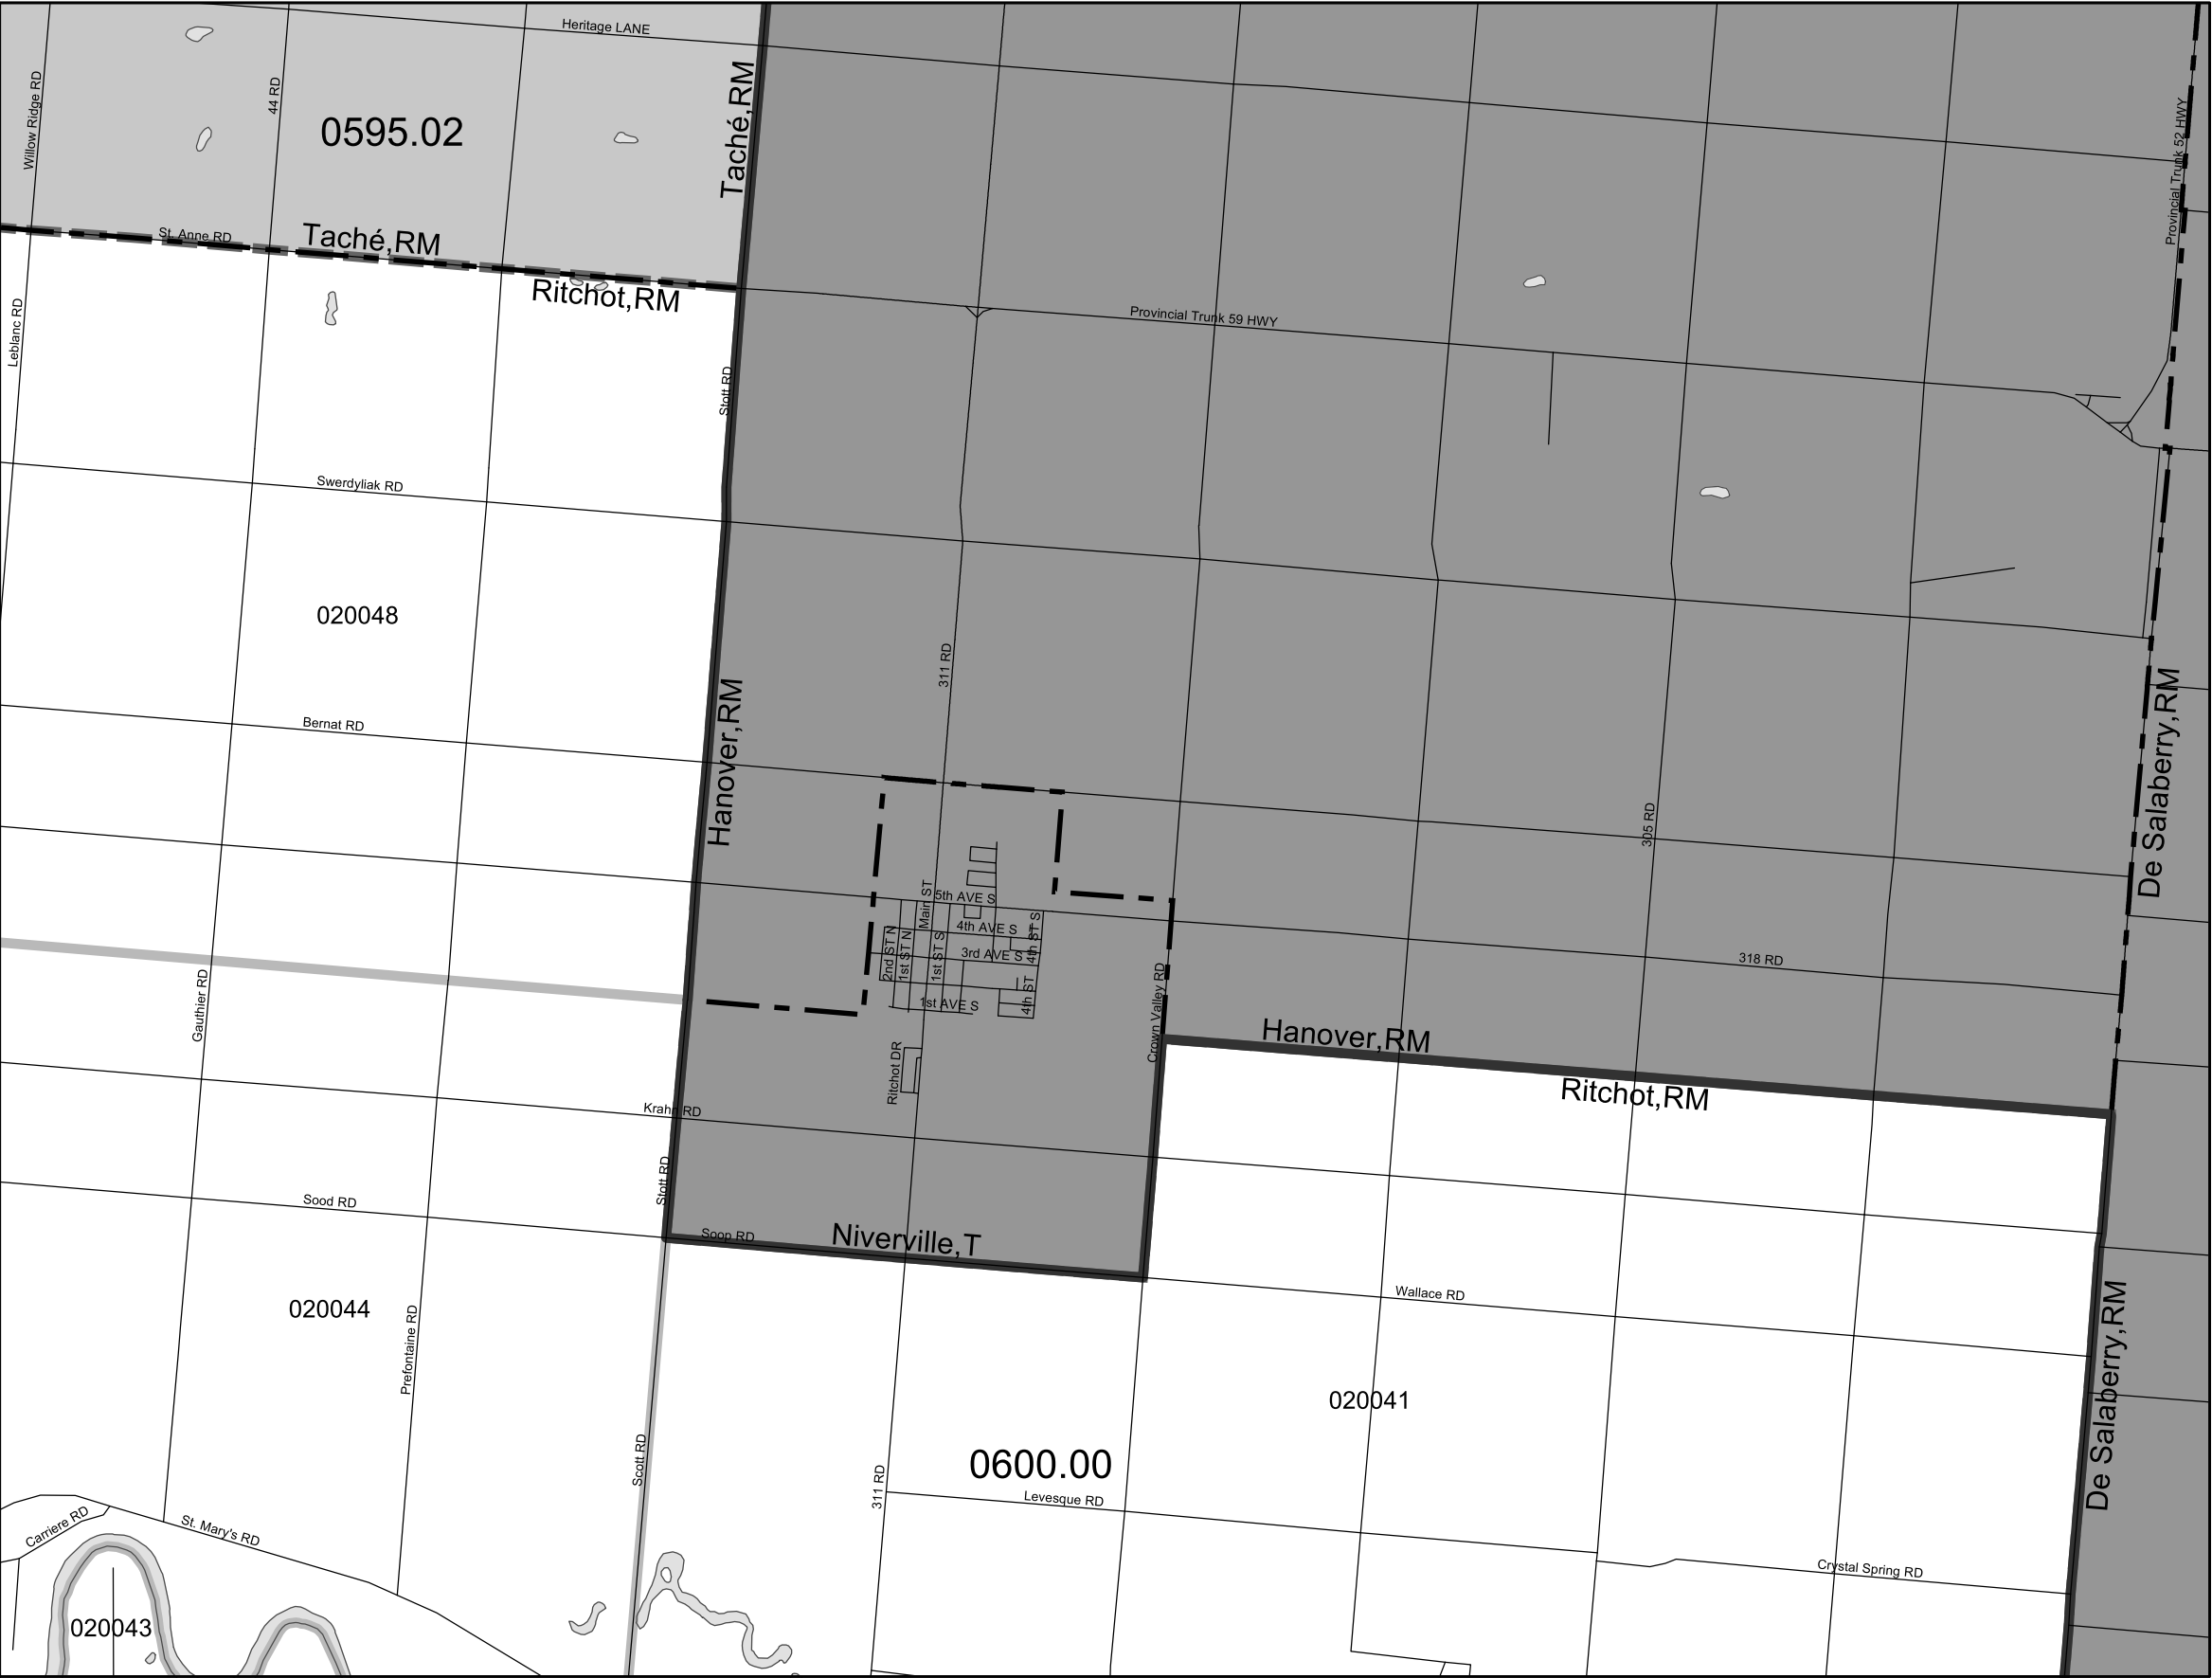 Heritage LANE
Willow Ridge RD
44 RD
0595.02
Taché,RM
Provincial Trunk 52 HWY
St. Anne RD
Taché,RM
Ritchot,RM
Leblanc RD
Stott RD
Provincial Trunk 59 HWY
Swerdyliak RD
020048
311 RD
Hanover,RM
De Salaberry,RM
Bernat RD
305 RD
Main ST
5th AVE S
4th AVE S
4th ST S
3rd AVE S
2nd ST N
1st ST N
1st ST S
4th ST
1st AVE S
318 RD
Gauthier RD
Crown Valley RD
Hanover,RM
Ritchot,RM
Ritchot DR
Krahn RD
Stott RD
Sood RD
Soop RD
Niverville,T
020044
Prefontaine RD
Wallace RD
De Salaberry,RM
020041
0600.00
Scott RD
311 RD
Levesque RD
Carriere RD
St. Mary's RD
Crystal Spring RD
020043